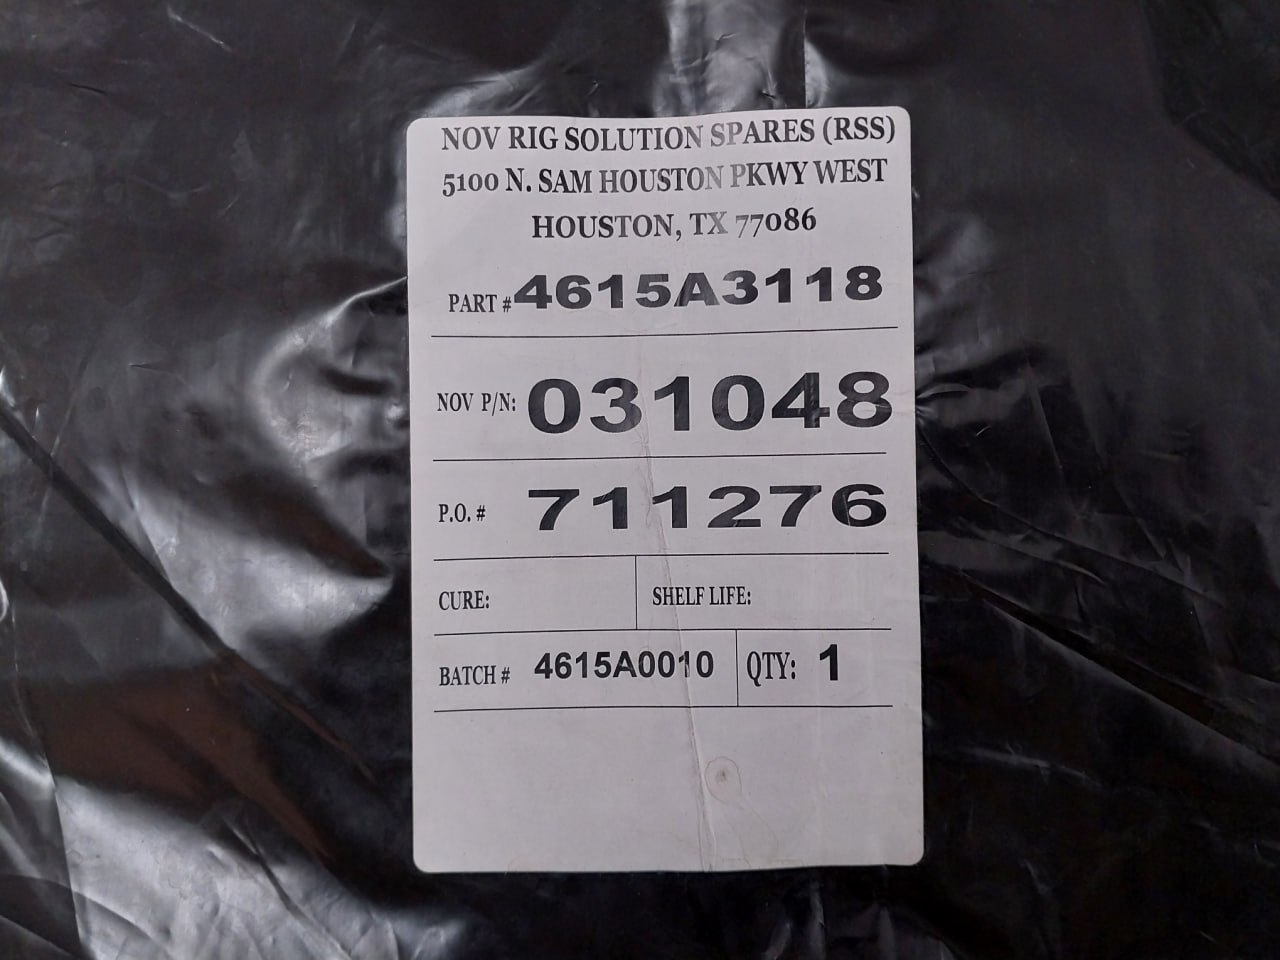 NOV RIG SOLUTION SPARES (RSS)
5100 N. SAM HOUSTON PKWY WEST
HOUSTON, TX 77086
PART # 4615A3118
NOV P/N: 031048
P.O. # 711276
CURE: SHELF LIFE:
BATCH # 4615A0010 QTY: 1